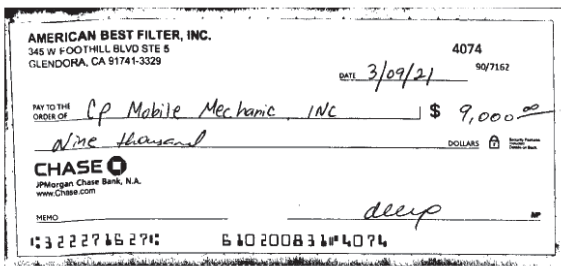 AMERICAN BEST FILTER, INC.
345 W FOOTHILL BLVD STE 5
GLENDORA, CA 91741-3329
4074
90/7162
DATE 3/09/21
PAY TO THE ORDER OF Cp Mobile Mechanic, INC $ 9,000.00
Nine thousand DOLLARS
CHASE
JPMorgan Chase Bank, N.A.
www.Chase.com
MEMO
MP
⑆322271627⑆ 610200831⑈4074